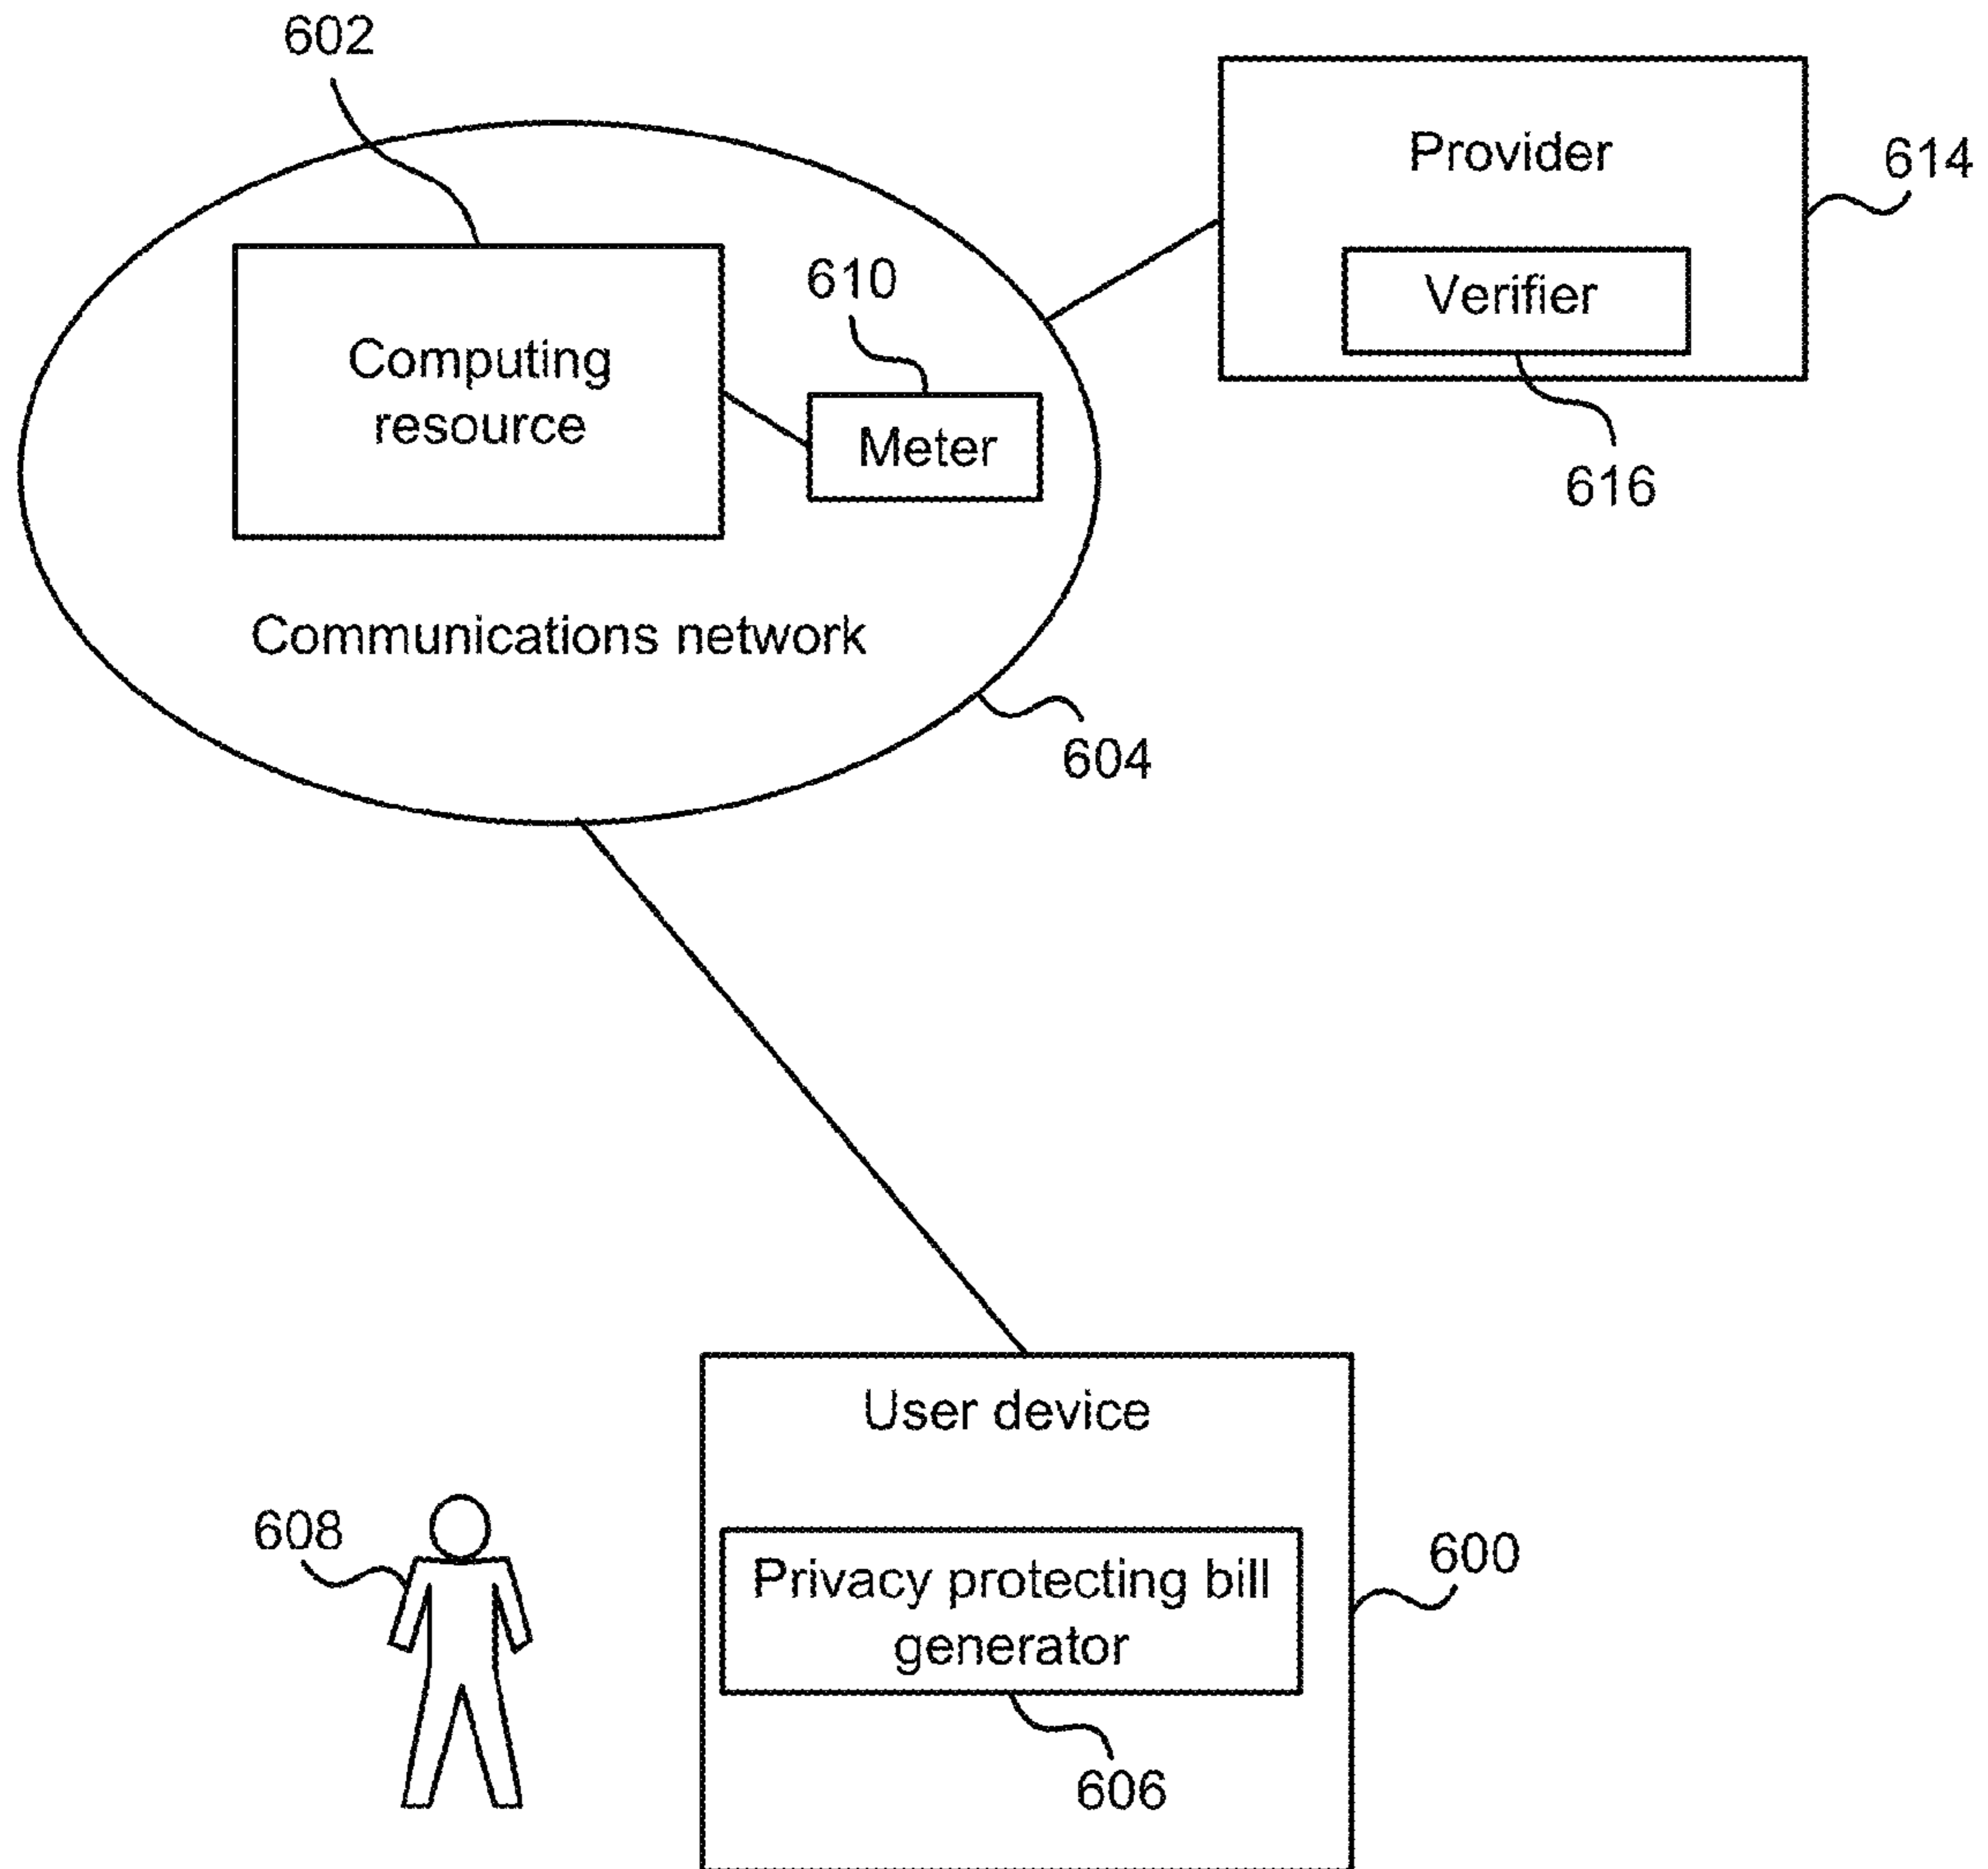 602
Provider
614
610
Verifier
Computing
resource
Meter
616
Communications network
604
User device
608
600
Privacy protecting bill
generator
606